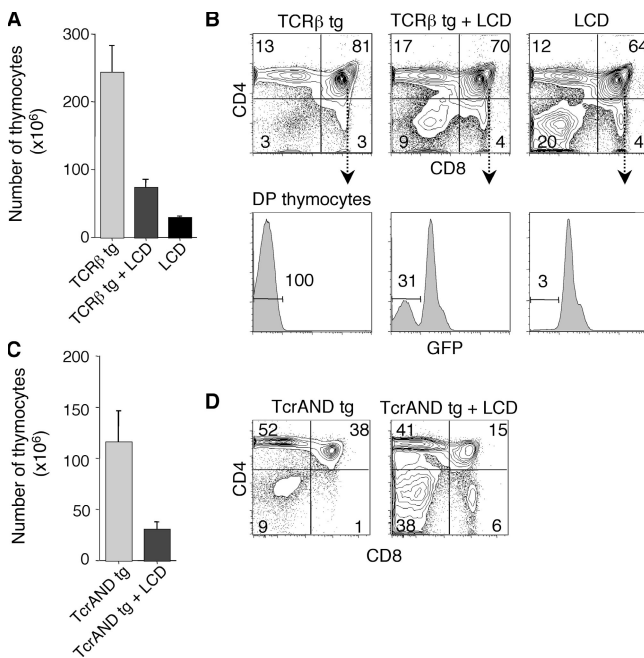 A
Number of thymocytes
(x10⁶)
300
200
100
0
TCRβ tg
TCRβ tg + LCD
LCD
B
TCRβ tg
TCRβ tg + LCD
LCD
13
81
17
70
12
64
CD4
3
3
9
4
20
4
CD8
DP thymocytes
100
31
3
GFP
C
Number of thymocytes
(x10⁶)
200
150
100
50
0
TcrAND tg
TcrAND tg + LCD
D
TcrAND tg
TcrAND tg + LCD
52
38
41
15
CD4
9
1
38
6
CD8